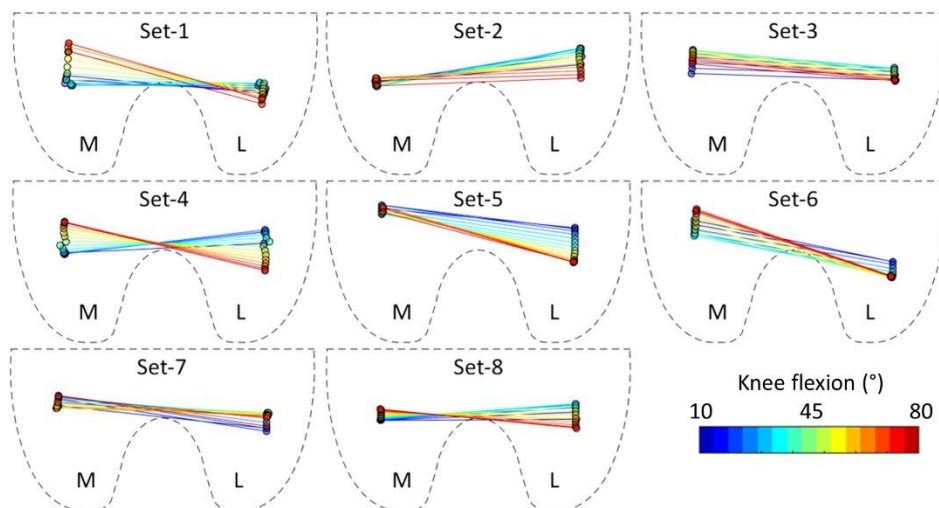 Set-1
Set-2
Set-3
M
L
M
L
M
L
Set-4
Set-5
Set-6
M
L
M
L
M
L
Set-7
Set-8
Knee flexion (°)
10
45
80
M
L
M
L